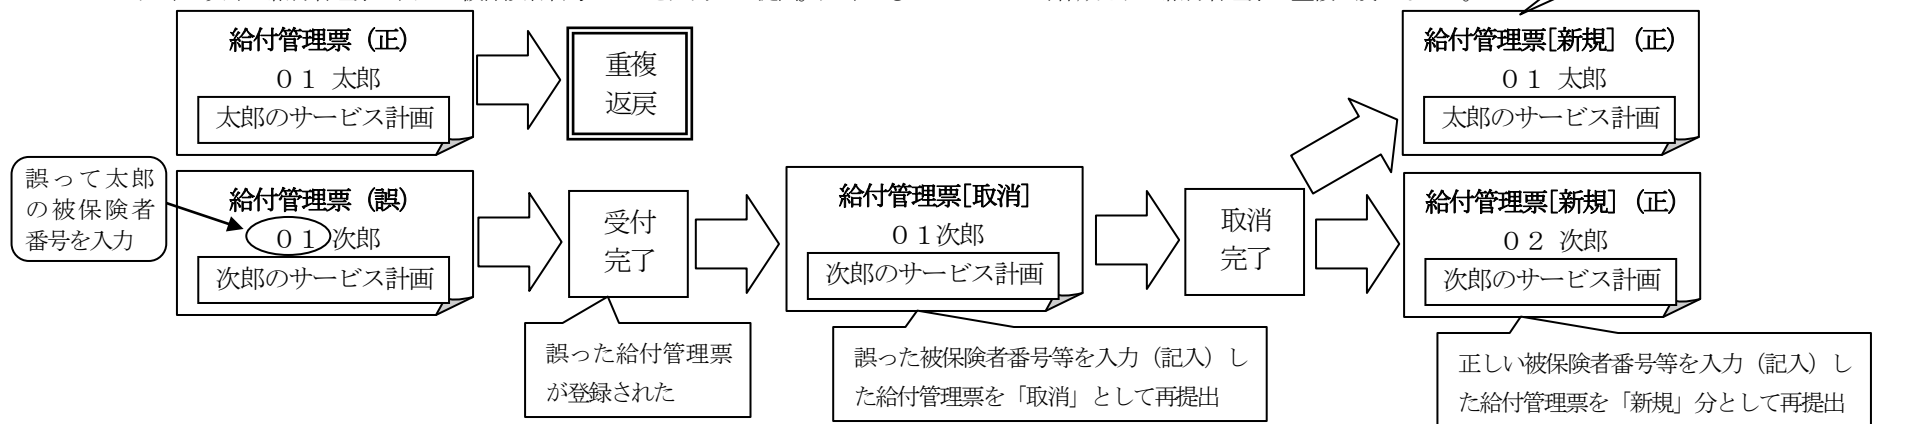 給付管理票（正）
０１ 太郎
太郎のサービス計画
重複
返戻
給付管理票[新規]（正）
０１ 太郎
太郎のサービス計画
誤って太郎
の被保険者
番号を入力
給付管理票（誤）
０１次郎
次郎のサービス計画
受付
完了
給付管理票[取消]
０１次郎
次郎のサービス計画
取消
完了
給付管理票[新規]（正）
０２ 次郎
次郎のサービス計画
誤った給付管理票
が登録された
誤った被保険者番号等を入力（記入）し
た給付管理票を「取消」として再提出
正しい被保険者番号等を入力（記入）し
た給付管理票を「新規」分として再提出